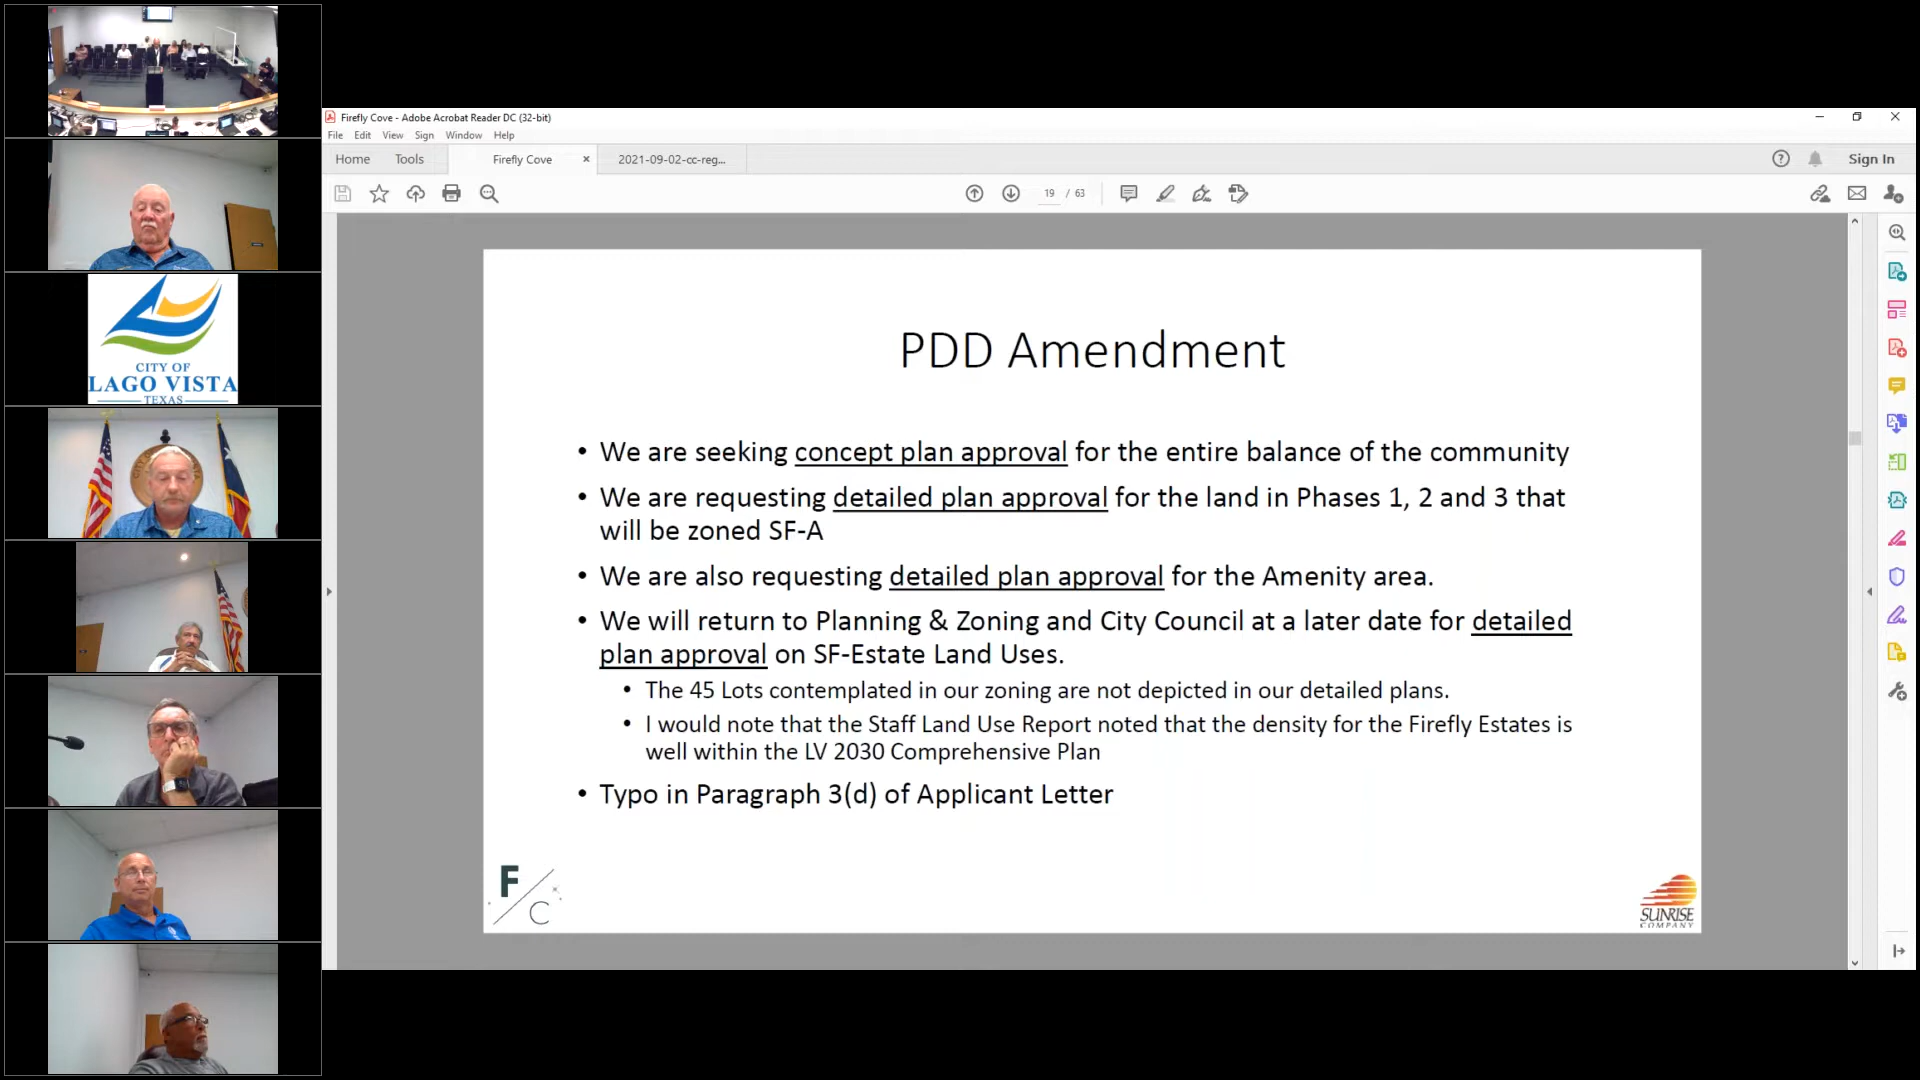 CITY OF
LAGO VISTA
TEXAS
Firefly Cove - Adobe Acrobat Reader DC (32-bit)
File Edit View Sign Window Help
Home Tools Firefly Cove × 2021-09-02-cc-reg... Sign In
19 / 63
PDD Amendment
• We are seeking concept plan approval for the entire balance of the community
• We are requesting detailed plan approval for the land in Phases 1, 2 and 3 that
will be zoned SF-A
• We are also requesting detailed plan approval for the Amenity area.
• We will return to Planning & Zoning and City Council at a later date for detailed
plan approval on SF-Estate Land Uses.
• The 45 Lots contemplated in our zoning are not depicted in our detailed plans.
• I would note that the Staff Land Use Report noted that the density for the Firefly Estates is
well within the LV 2030 Comprehensive Plan
• Typo in Paragraph 3(d) of Applicant Letter
F
C
SUNRISE
COMPANY